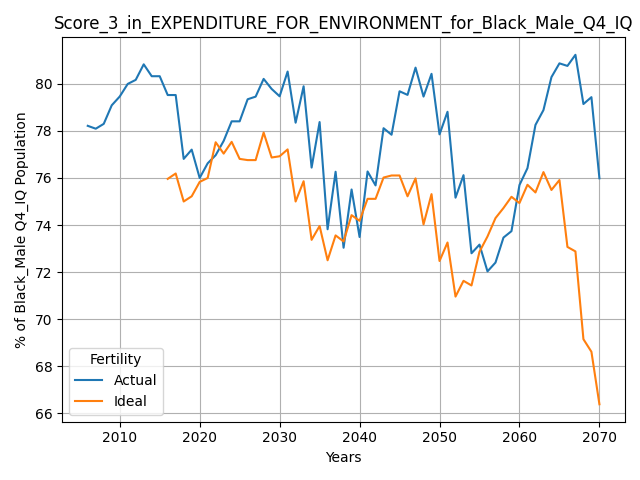 Score_3_in_EXPENDITURE_FOR_ENVIRONMENT_for_Black_Male_Q4_IQ
% of Black_Male Q4_IQ Population
80
78
76
74
72
70
68
66
Fertility
Actual
Ideal
2010 2020 2030 2040 2050 2060 2070
Years